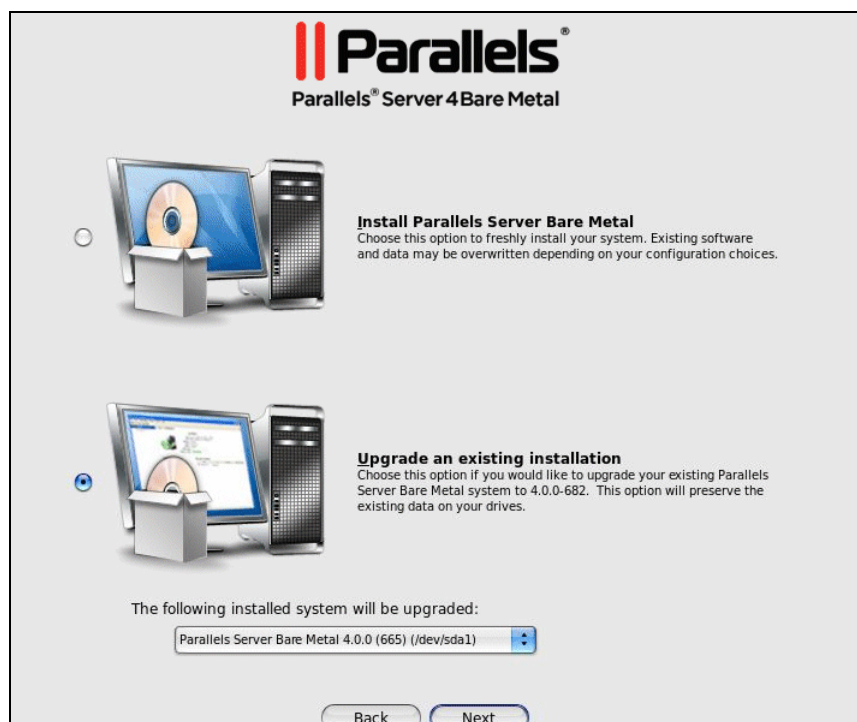 Parallels®
Parallels® Server 4 Bare Metal
Install Parallels Server Bare Metal
Choose this option to freshly install your system. Existing software
and data may be overwritten depending on your configuration choices.
Upgrade an existing installation
Choose this option if you would like to upgrade your existing Parallels
Server Bare Metal system to 4.0.0-682. This option will preserve the
existing data on your drives.
The following installed system will be upgraded:
Parallels Server Bare Metal 4.0.0 (665) (/dev/sda1)
Back Next